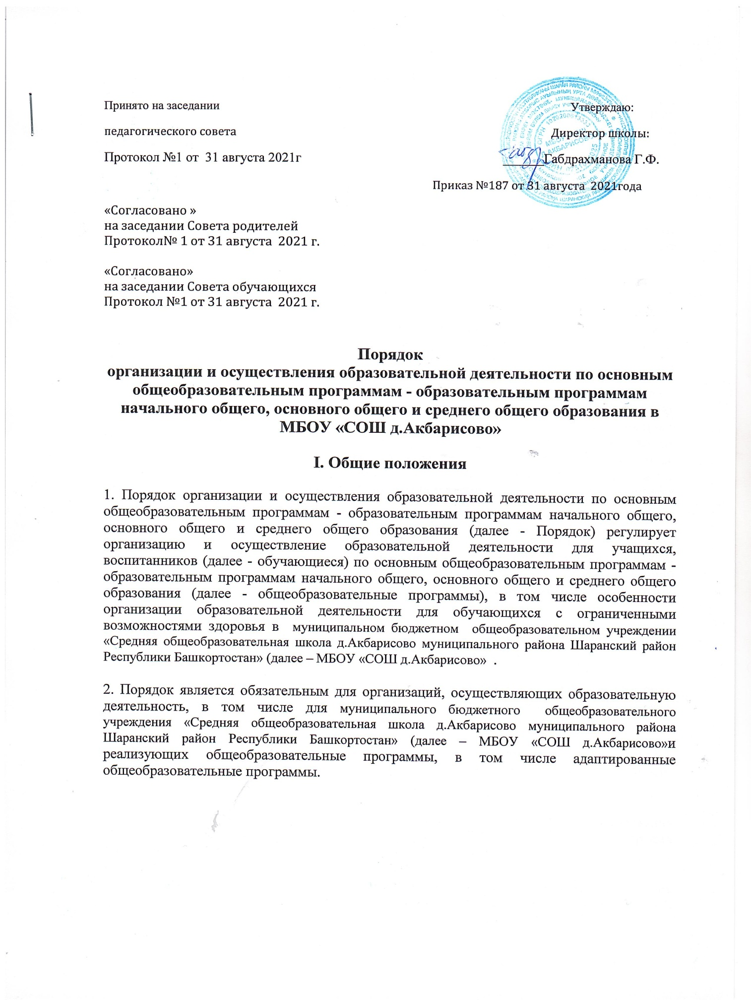 Принято на заседании
Утверждаю:
педагогического совета
Директор школы:
Протокол №1 от 31 августа 2021г
Габдрахманова Г.Ф.
Приказ №187 от 31 августа 2021года
«Согласовано »
на заседании Совета родителей
Протокол№ 1 от 31 августа 2021 г.
«Согласовано»
на заседании Совета обучающихся
Протокол №1 от 31 августа 2021 г.
Порядок
организации и осуществления образовательной деятельности по основным
общеобразовательным программам - образовательным программам
начального общего, основного общего и среднего общего образования в
МБОУ «СОШ д.Акбарисово»
I. Общие положения
1. Порядок организации и осуществления образовательной деятельности по основным
общеобразовательным программам - образовательным программам начального общего,
основного общего и среднего общего образования (далее - Порядок) регулирует
организацию и осуществление образовательной деятельности для учащихся,
воспитанников (далее - обучающиеся) по основным общеобразовательным программам -
образовательным программам начального общего, основного общего и среднего общего
образования (далее - общеобразовательные программы), в том числе особенности
организации образовательной деятельности для обучающихся с ограниченными
возможностями здоровья в муниципальном бюджетном общеобразовательном учреждении
«Средняя общеобразовательная школа д.Акбарисово муниципального района Шаранский район
Республики Башкортостан» (далее – МБОУ «СОШ д.Акбарисово» .
2. Порядок является обязательным для организаций, осуществляющих образовательную
деятельность, в том числе для муниципального бюджетного общеобразовательного
учреждения «Средняя общеобразовательная школа д.Акбарисово муниципального района
Шаранский район Республики Башкортостан» (далее – МБОУ «СОШ д.Акбарисово»и
реализующих общеобразовательные программы, в том числе адаптированные
общеобразовательные программы.